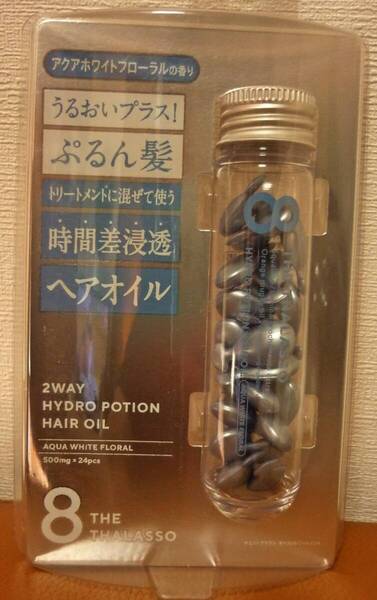 アクアホワイトフローラルの香り
うるおいプラス!
ぷるん髪
トリートメントに混ぜて使う
時間差浸透
ヘアオイル
2WAY
HYDRO POTION
HAIR OIL
AQUA WHITE FLORAL
500mg×24pcs
8 THE
THALASSO
8